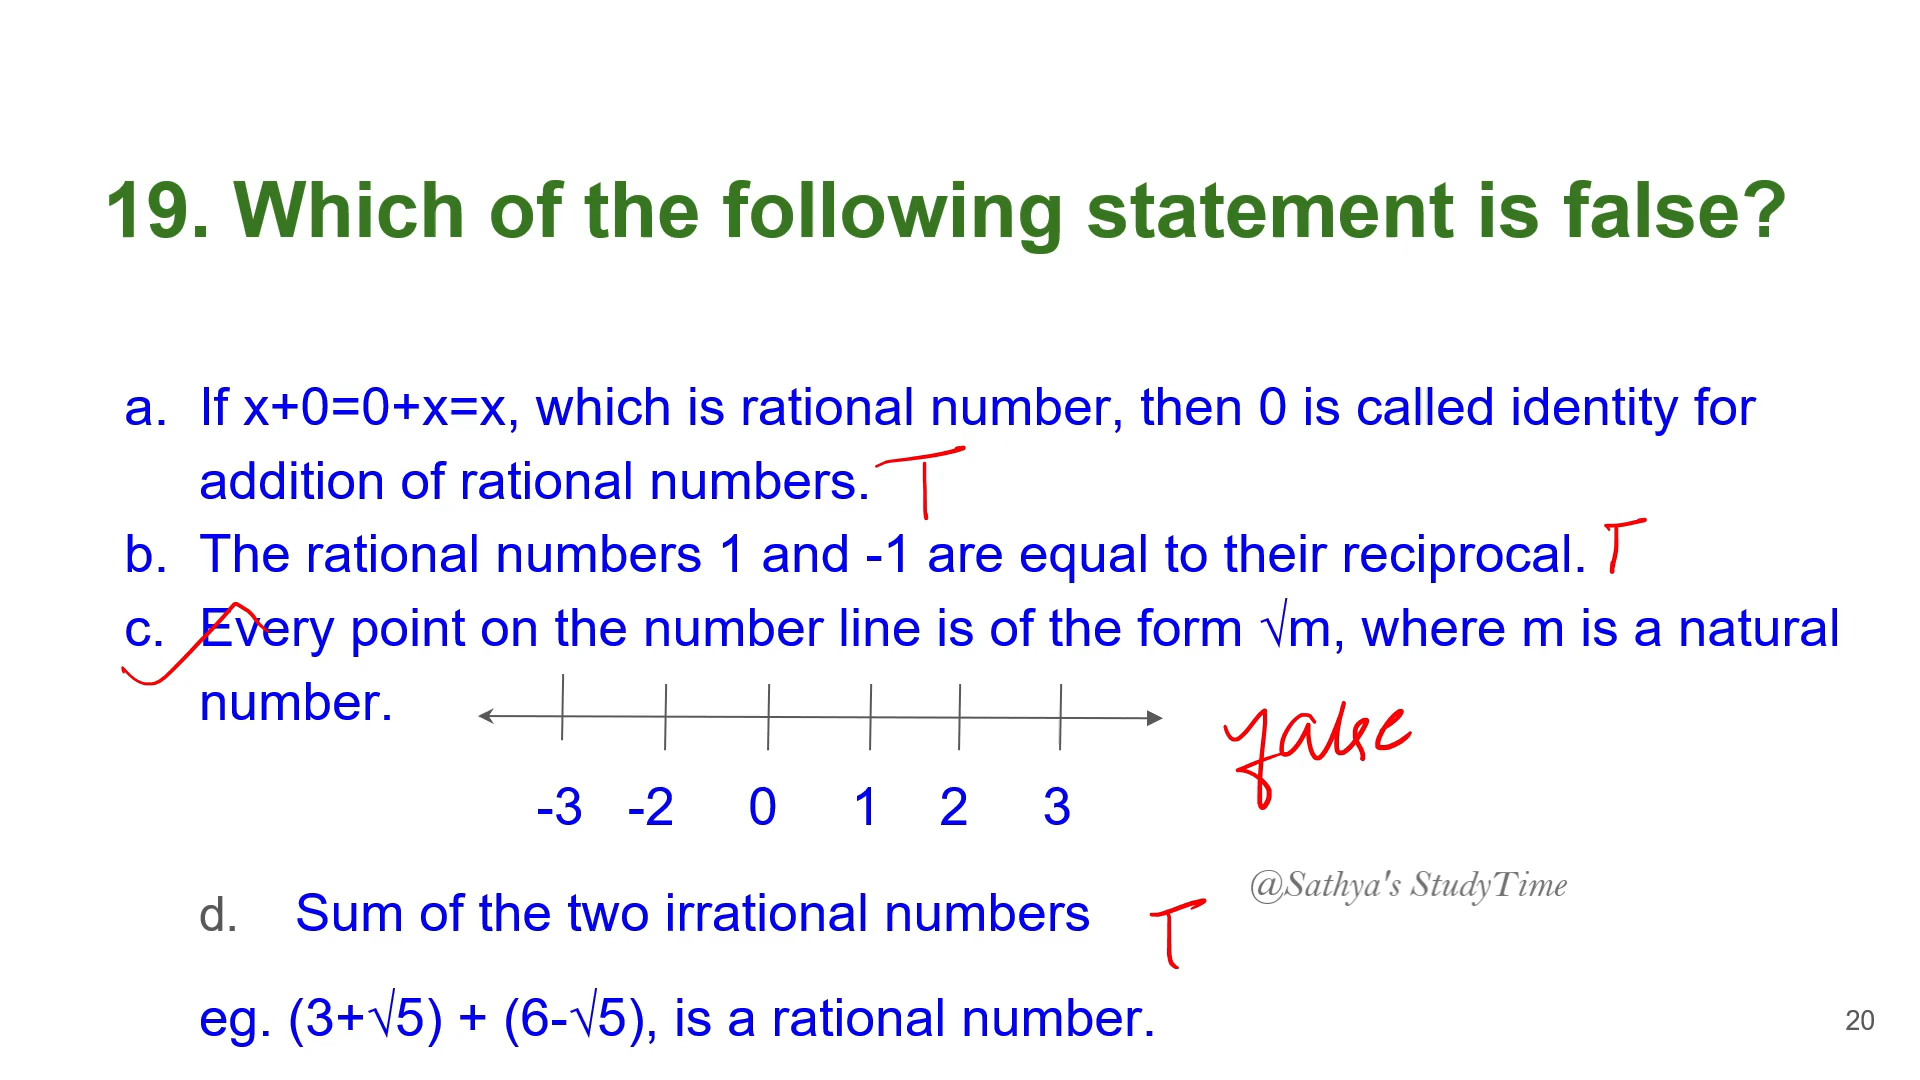 19. Which of the following statement is false?
a. If x+0=0+x=x, which is rational number, then 0 is called identity for
addition of rational numbers. T
b. The rational numbers 1 and -1 are equal to their reciprocal. T
c. Every point on the number line is of the form √m, where m is a natural
number.
false
-3 -2 0 1 2 3
@Sathya's StudyTime
d. Sum of the two irrational numbers T
eg. (3+√5) + (6-√5), is a rational number.
20